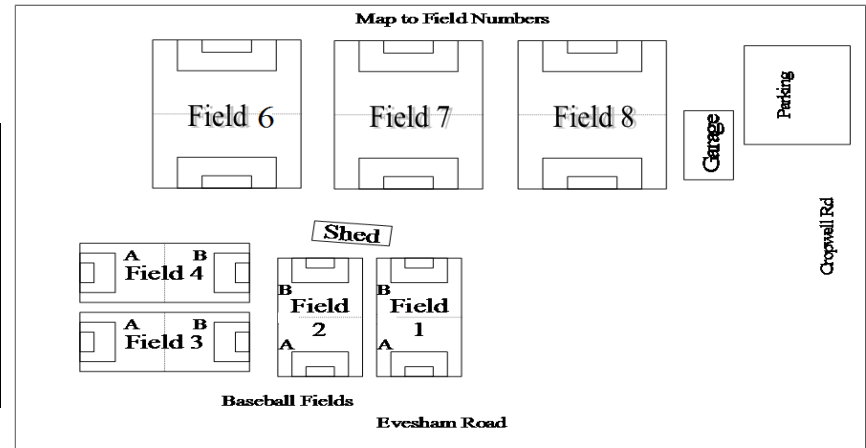 Map to Field Numbers
Field 6
Field 7
Field 8
Garage
Parking
Cropwell Rd
Shed
A B
Field 4
A B
Field 3
B
Field
2
A
B
Field
1
A
Baseball Fields
Evesham Road